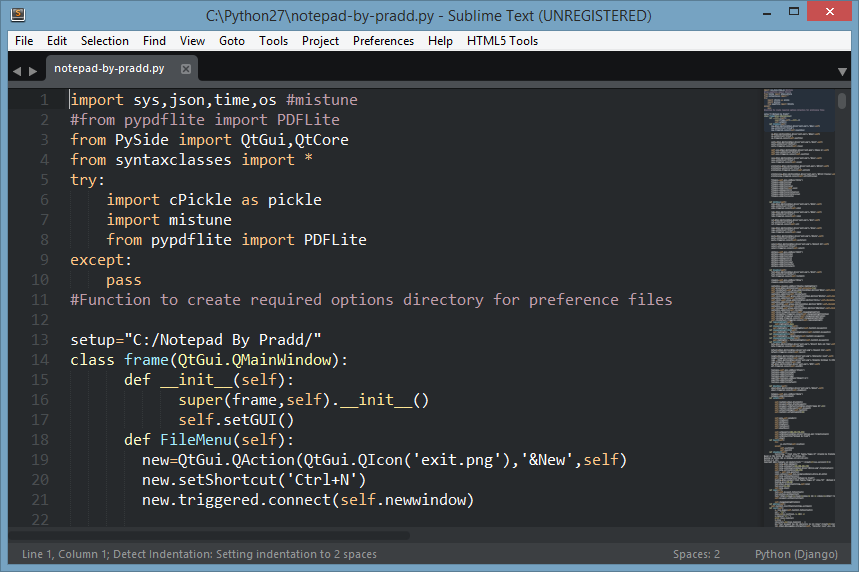 C:\Python27\notepad-by-pradd.py - Sublime Text (UNREGISTERED)
File Edit Selection Find View Goto Tools Project Preferences Help HTML5 Tools
notepad-by-pradd.py
1 import sys,json,time,os #mistune
2 #from pypdflite import PDFLite
3 from PySide import QtGui,QtCore
4 from syntaxclasses import *
5 try:
6     import cPickle as pickle
7     import mistune
8     from pypdflite import PDFLite
9 except:
10     pass
11 #Function to create required options directory for preference files
12
13 setup="C:/Notepad By Pradd/"
14 class frame(QtGui.QMainWindow):
15       def __init__(self):
16             super(frame,self).__init__()
17             self.setGUI()
18       def FileMenu(self):
19         new=QtGui.QAction(QtGui.QIcon('exit.png'),'&New',self)
20         new.setShortcut('Ctrl+N')
21         new.triggered.connect(self.newwindow)
22
Line 1, Column 1; Detect Indentation: Setting indentation to 2 spaces Spaces: 2 Python (Django)